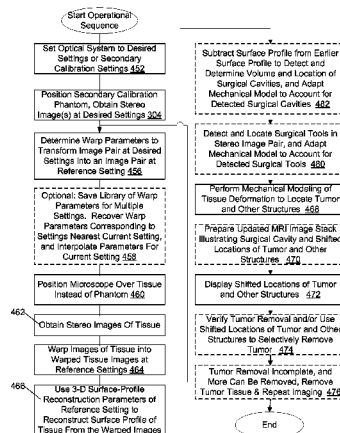 Start Operational
Sequence
Set Optical System to Desired
Settings or Secondary
Calibration Settings 452
Position Secondary Calibration
Phantom, Obtain Stereo
Image(s) at Desired Settings 304
Determine Warp Parameters to
Transform Image Pair at Desired
Settings Into an Image Pair at
Reference Setting 456
Optional: Save Library of Warp
Parameters for Multiple
Settings. Recover Warp
Parameters Corresponding to
Settings Nearest Current Setting,
and Interpolate Parameters For
Current Setting 458
Position Microscope Over Tissue
Instead of Phantom 460
462
Obtain Stereo Images Of Tissue
Warp Images of Tissue into
Warped Tissue Images at
Reference Settings 464
468
Use 3-D Surface-Profile
Reconstruction Parameters of
Reference Setting to
Reconstruct Surface Profile of
Tissue From the Warped Images
Subtract Surface Profile from Earlier
Surface Profile to Detect and
Determine Volume and Location of
Surgical Cavities, and Adapt
Mechanical Model to Account for
Detected Surgical Cavities 482
Detect and Locate Surgical Tools in
Stereo Image Pair, and Adapt
Mechanical Model to Account for
Detected Surgical Tools 480
Perform Mechanical Modeling of
Tissue Deformation to Locate Tumor
and Other Structures 468
Prepare Updated MRI Image Stack
Illustrating Surgical Cavity and Shifted
Locations of Tumor and Other
Structures 470
Display Shifted Locations of Tumor
and Other Structures 472
Verify Tumor Removal and/or Use
Shifted Locations of Tumor and Other
Structures to Selectively Remove
Tumor 474
Tumor Removal Incomplete, and
More Can be Removed, Remove
Tumor Tissue & Repeat Imaging 476
End